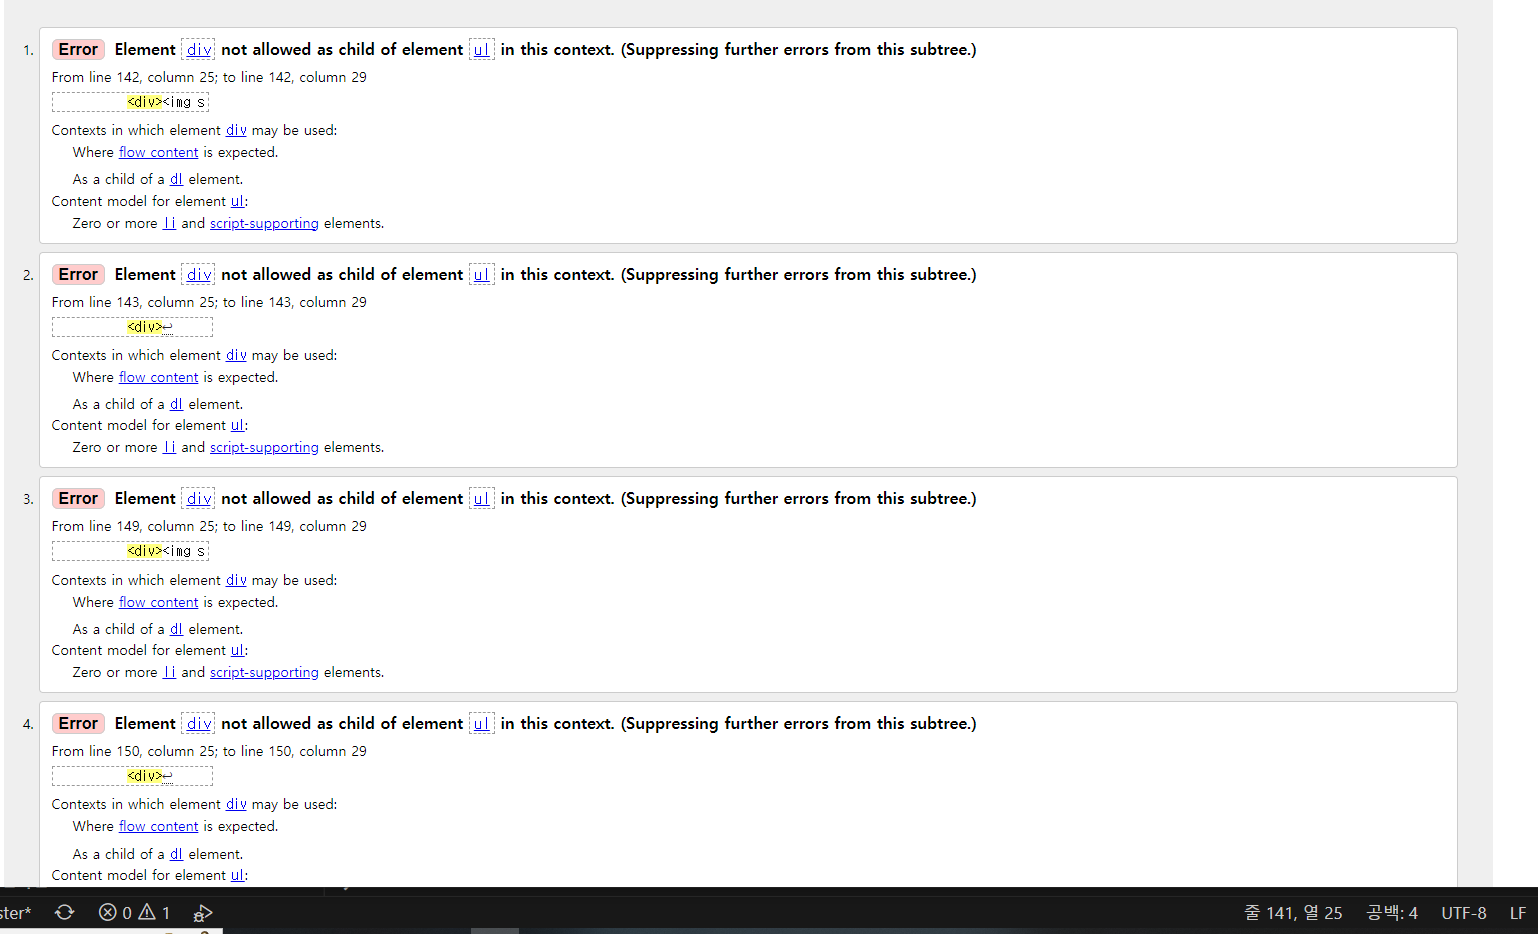 1. Error Element div not allowed as child of element ul in this context. (Suppressing further errors from this subtree.)
From line 142, column 25; to line 142, column 29
<div><img s
Contexts in which element div may be used:
Where flow content is expected.
As a child of a dl element.
Content model for element ul:
Zero or more li and script-supporting elements.
2. Error Element div not allowed as child of element ul in this context. (Suppressing further errors from this subtree.)
From line 143, column 25; to line 143, column 29
<div>↩
Contexts in which element div may be used:
Where flow content is expected.
As a child of a dl element.
Content model for element ul:
Zero or more li and script-supporting elements.
3. Error Element div not allowed as child of element ul in this context. (Suppressing further errors from this subtree.)
From line 149, column 25; to line 149, column 29
<div><img s
Contexts in which element div may be used:
Where flow content is expected.
As a child of a dl element.
Content model for element ul:
Zero or more li and script-supporting elements.
4. Error Element div not allowed as child of element ul in this context. (Suppressing further errors from this subtree.)
From line 150, column 25; to line 150, column 29
<div>↩
Contexts in which element div may be used:
Where flow content is expected.
As a child of a dl element.
Content model for element ul:
ster* 0 1 줄 141, 열 25 공백: 4 UTF-8 LF